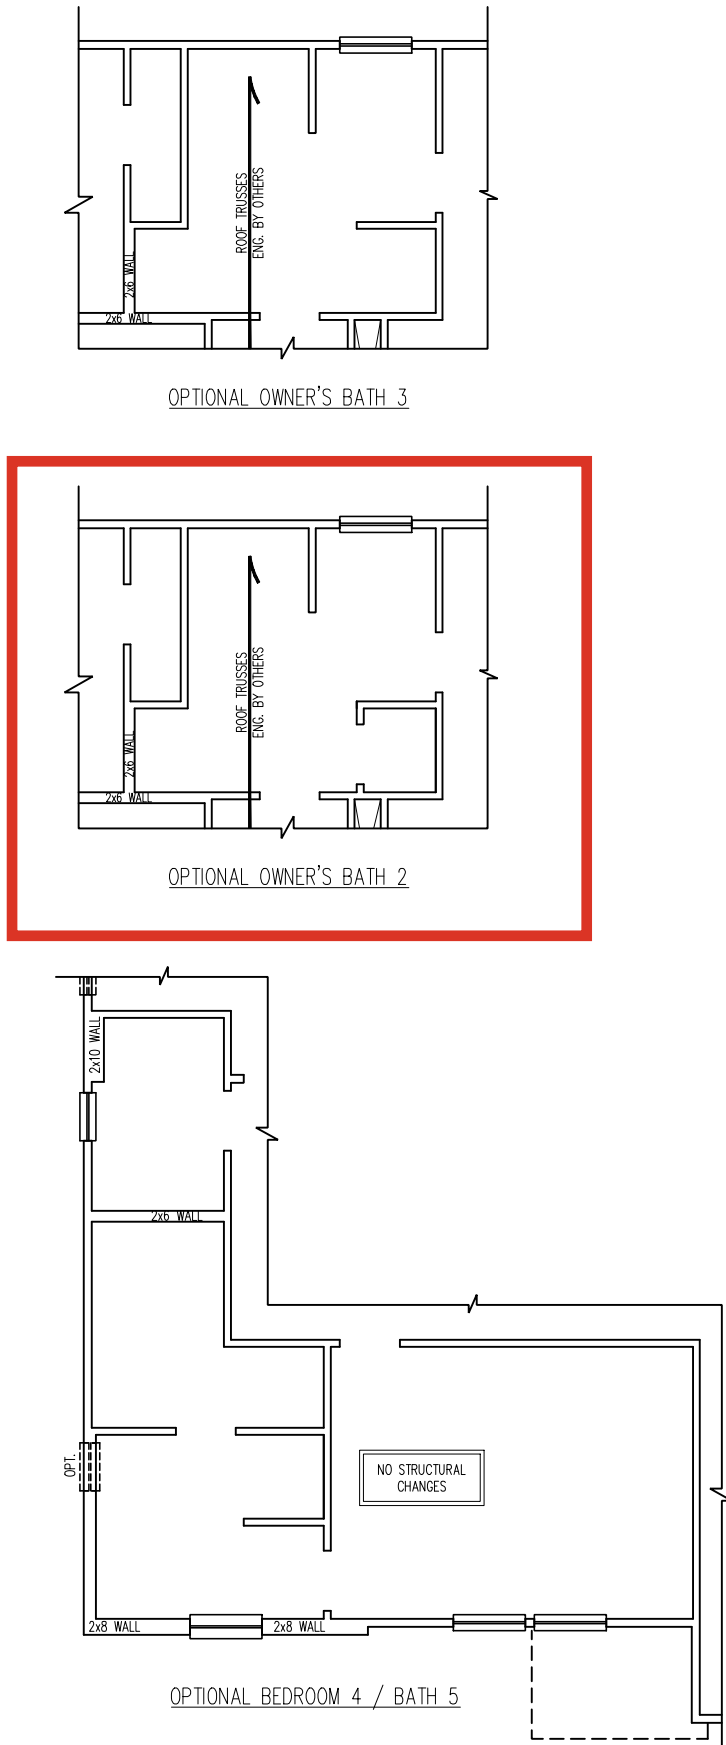 ROOF TRUSSES
ENG. BY OTHERS
2x6 WALL
2x6 WALL
OPTIONAL OWNER'S BATH 3
ROOF TRUSSES
ENG. BY OTHERS
2x6 WALL
2x6 WALL
OPTIONAL OWNER'S BATH 2
2x10 WALL
2x6 WALL
OPT.
NO STRUCTURAL
CHANGES
2x8 WALL
2x8 WALL
OPTIONAL BEDROOM 4 / BATH 5